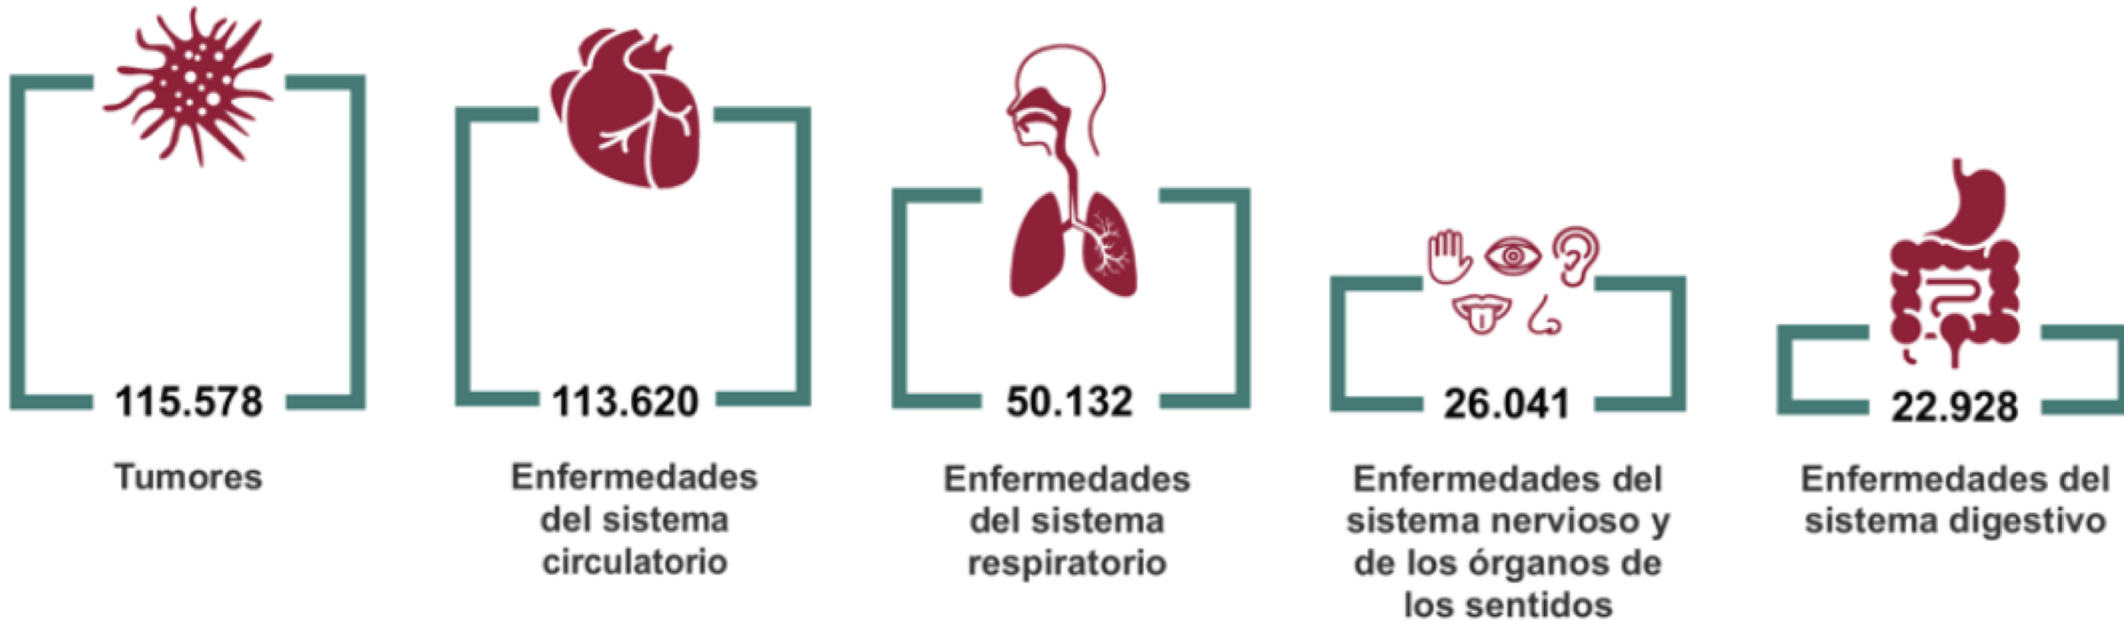 115.578
Tumores
113.620
Enfermedades
del sistema
circulatorio
50.132
Enfermedades
del sistema
respiratorio
26.041
Enfermedades del
sistema nervioso y
de los órganos de
los sentidos
22.928
Enfermedades del
sistema digestivo